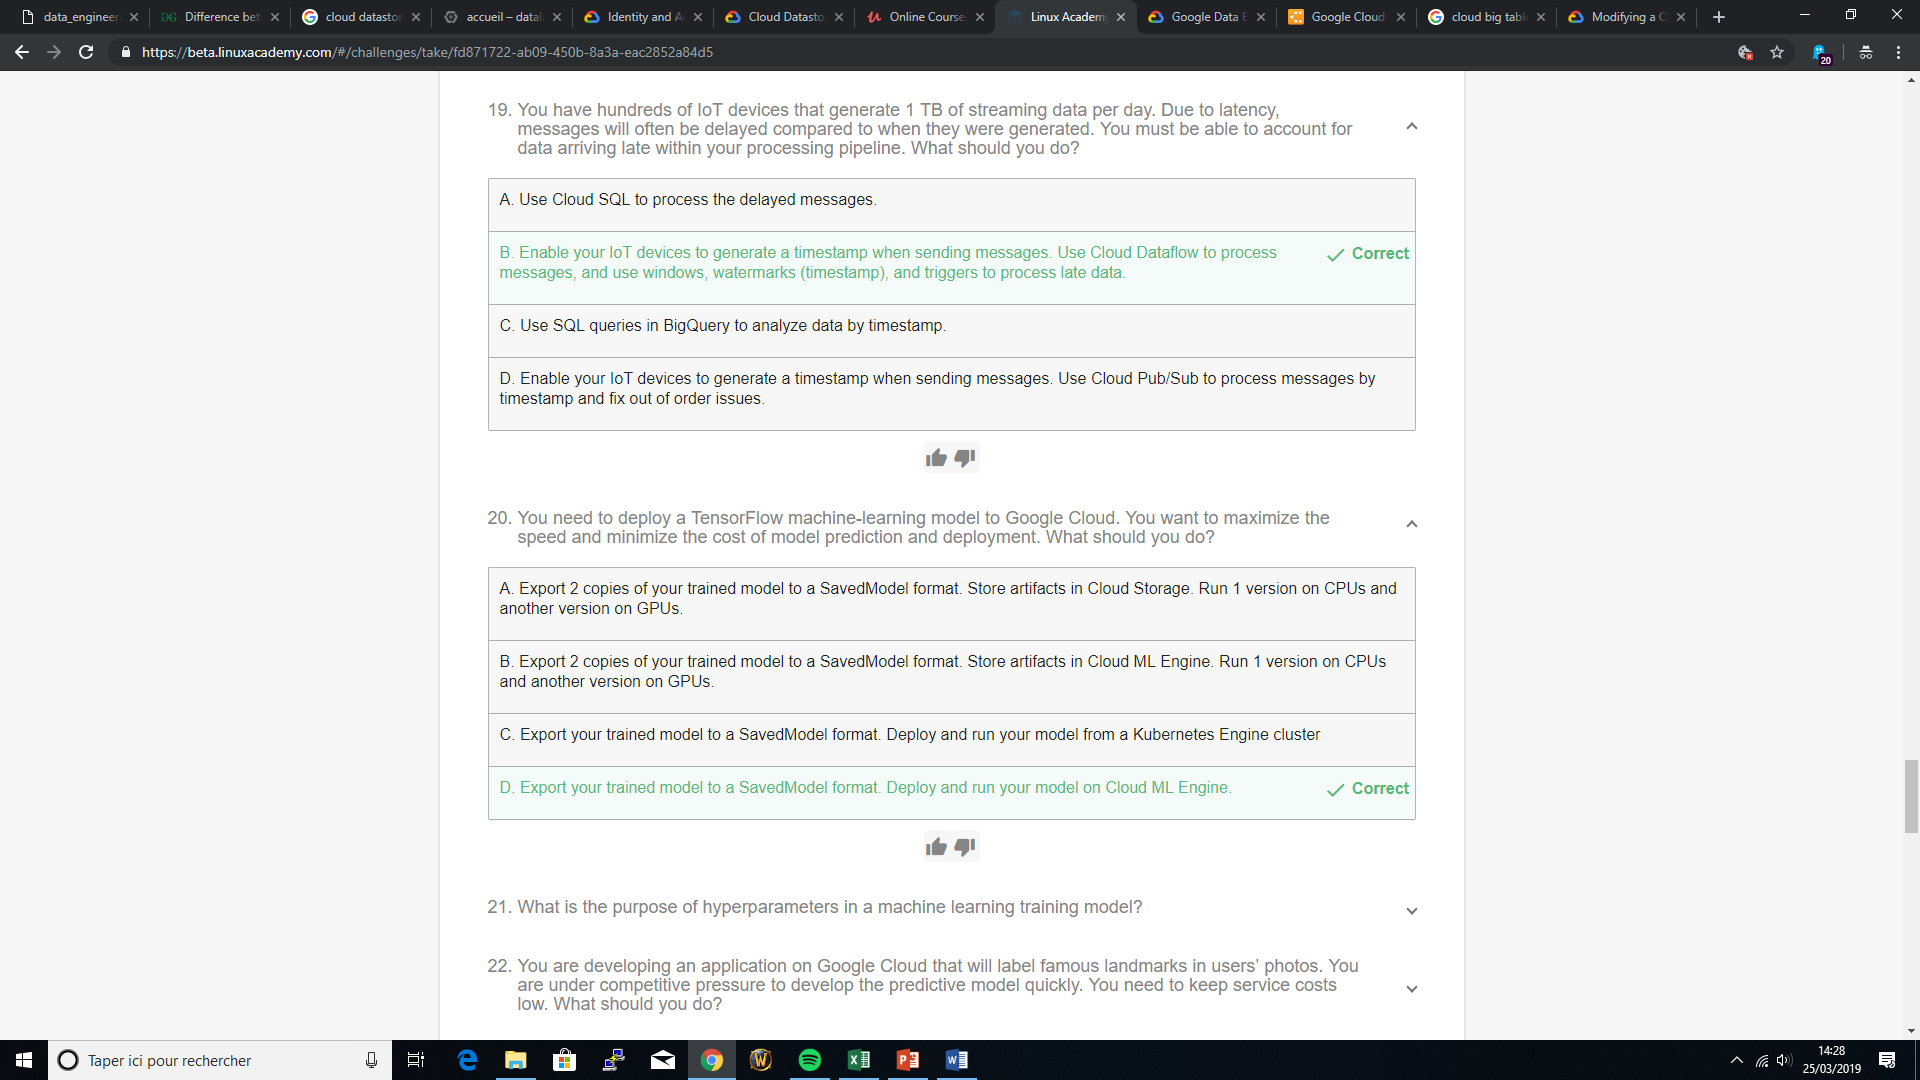 data_engineer
Difference bet
cloud datastor
accueil – datal
Identity and A
Cloud Datasto
Online Course
Linux Academy
Google Data E
Google Cloud
cloud big tabl
Modifying a C
https://beta.linuxacademy.com/#/challenges/take/fd871722-ab09-450b-8a3a-eac2852a84d5
20
19. You have hundreds of IoT devices that generate 1 TB of streaming data per day. Due to latency,
messages will often be delayed compared to when they were generated. You must be able to account for
data arriving late within your processing pipeline. What should you do?
A. Use Cloud SQL to process the delayed messages.
B. Enable your IoT devices to generate a timestamp when sending messages. Use Cloud Dataflow to process
messages, and use windows, watermarks (timestamp), and triggers to process late data.
Correct
C. Use SQL queries in BigQuery to analyze data by timestamp.
D. Enable your IoT devices to generate a timestamp when sending messages. Use Cloud Pub/Sub to process messages by
timestamp and fix out of order issues.
20. You need to deploy a TensorFlow machine-learning model to Google Cloud. You want to maximize the
speed and minimize the cost of model prediction and deployment. What should you do?
A. Export 2 copies of your trained model to a SavedModel format. Store artifacts in Cloud Storage. Run 1 version on CPUs and
another version on GPUs.
B. Export 2 copies of your trained model to a SavedModel format. Store artifacts in Cloud ML Engine. Run 1 version on CPUs
and another version on GPUs.
C. Export your trained model to a SavedModel format. Deploy and run your model from a Kubernetes Engine cluster
D. Export your trained model to a SavedModel format. Deploy and run your model on Cloud ML Engine.
Correct
21. What is the purpose of hyperparameters in a machine learning training model?
22. You are developing an application on Google Cloud that will label famous landmarks in users’ photos. You
are under competitive pressure to develop the predictive model quickly. You need to keep service costs
low. What should you do?
Taper ici pour rechercher
14:28
25/03/2019